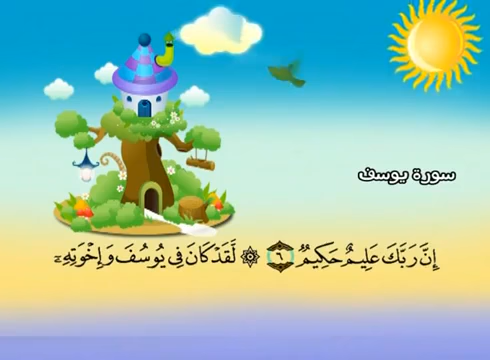 سورة يوسف
إِنَّ رَبَّكَ عَلِيمٌ حَكِيمٌ ٦ ۞ لَّقَدْ كَانَ فِي يُوسُفَ وَإِخْوَتِهِۦ